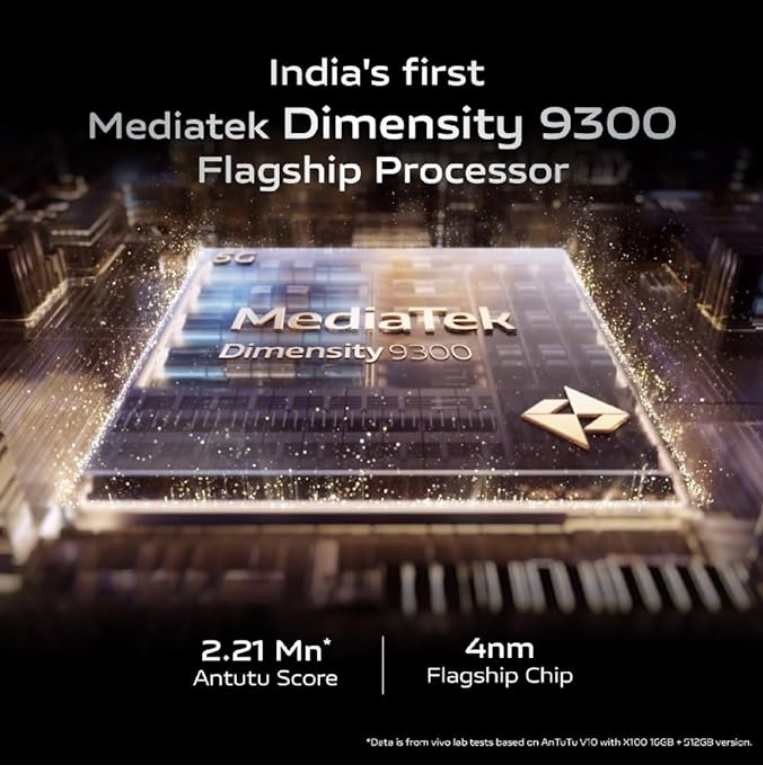 India's first
Mediatek Dimensity 9300
Flagship Processor
5G
MediaTek
Dimensity 9300
2.21 Mn*
Antutu Score
4nm
Flagship Chip
*Data is from vivo lab tests based on AnTuTu V10 with X100 16GB + 512GB version.